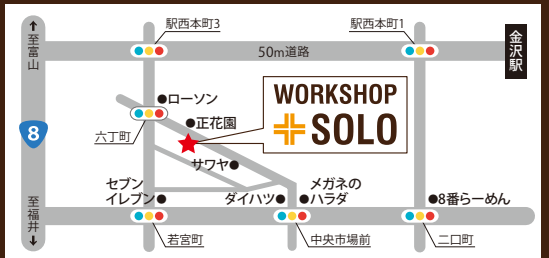 ↑至富山
駅西本町3
駅西本町1
50m道路
金沢駅
8
ローソン
正花園
六丁町
サワヤ
WORKSHOP
SOLO
セブン
イレブン
ダイハツ
メガネの
ハラダ
8番らーめん
至福井↓
若宮町
中央市場前
二口町